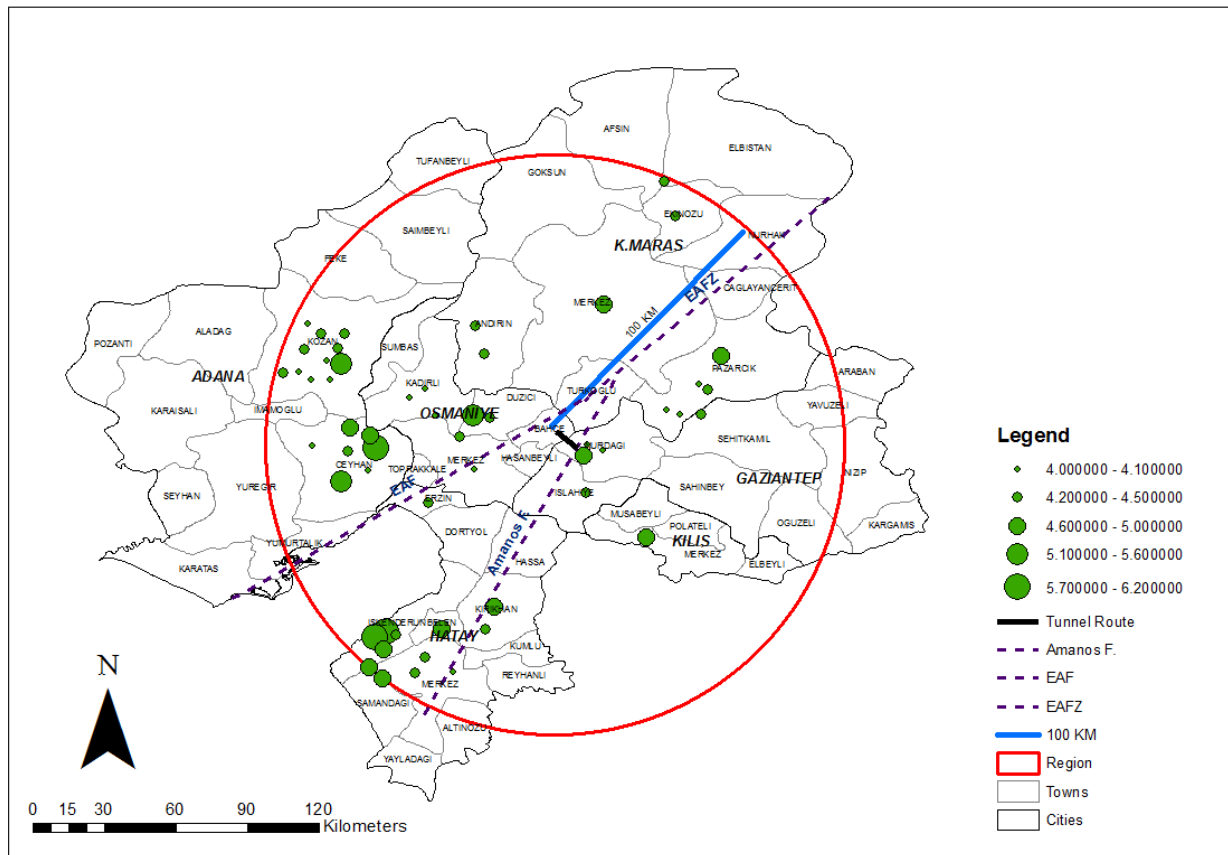 AFSIN
ELBISTAN
TUFANBEYLI
GOKSUN
EKINOZU
SAIMBEYLI
NURHAK
K.MARAS
FEKE
EAFZ
CAGLAYANCERIT
MERKEZ
100 KM
ANDIRIN
ALADAG
KOZAN
POZANTI
SUMBAS
PAZARCIK
ARABAN
ADANA
KADIRLI
TURKOGLU
DUZICI
YAVUZELI
KARAISALI
IMAMOGLU
OSMANIYE
BAHCE
SEHITKAMIL
NURDAGI
MERKEZ
HASANBEYLI
CEYHAN
TOPRAKKALE
NIZIP
GAZIANTEP
YUREGIR
SEYHAN
EAF
SAHINBEY
ISLAHIYE
ERZIN
MUSABEYLI
OGUZELI
KARGAMIS
POLATELI
DORTYOL
KILIS
YUMURTALIK
MERKEZ
Amanos F.
HASSA
ELBEYLI
KARATAS
KIRIKHAN
ISKENDERUN
BELEN
HATAY
KUMLU
REYHANLI
MERKEZ
SAMANDAGI
ALTINOZU
YAYLADAGI
N
0 15 30 60 90 120
Kilometers
Legend
4.000000 - 4.100000
4.200000 - 4.500000
4.600000 - 5.000000
5.100000 - 5.600000
5.700000 - 6.200000
Tunnel Route
Amanos F.
EAF
EAFZ
100 KM
Region
Towns
Cities